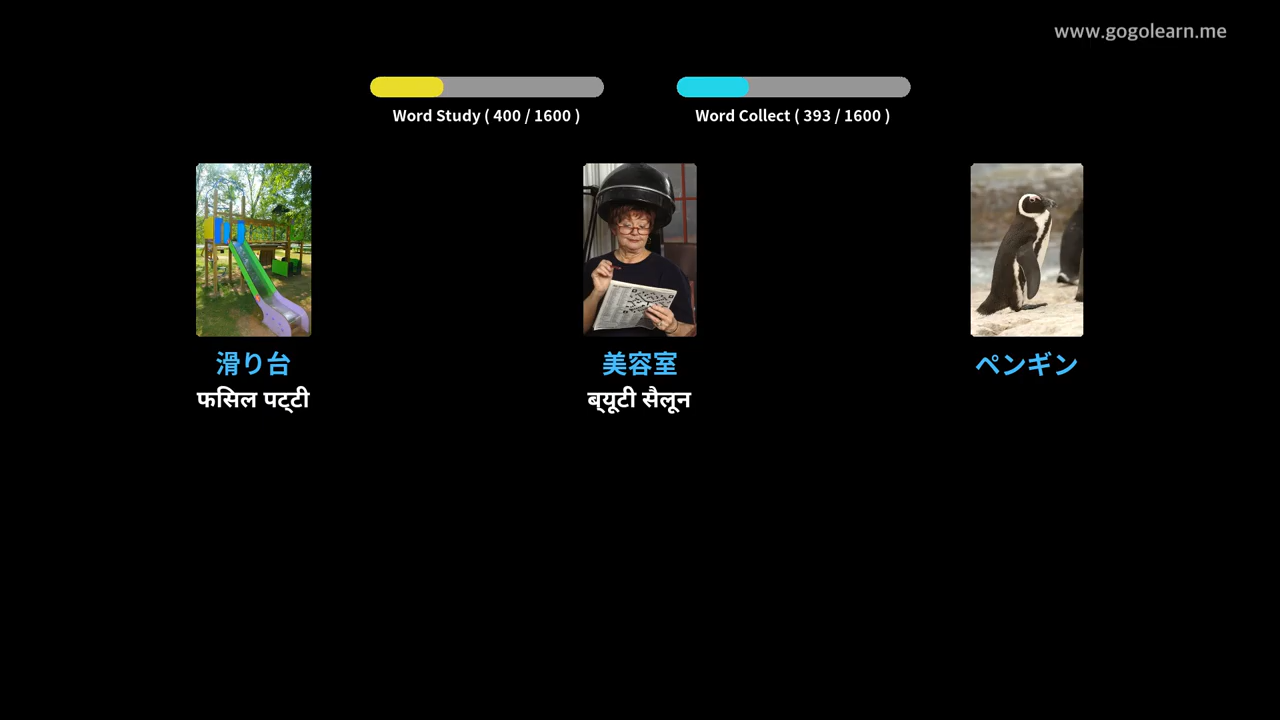 www.gogolearn.me
Word Study ( 400 / 1600 )
Word Collect ( 393 / 1600 )
滑り台
美容室
ペンギン
फिसल पट्टी
ब्यूटी सैलून